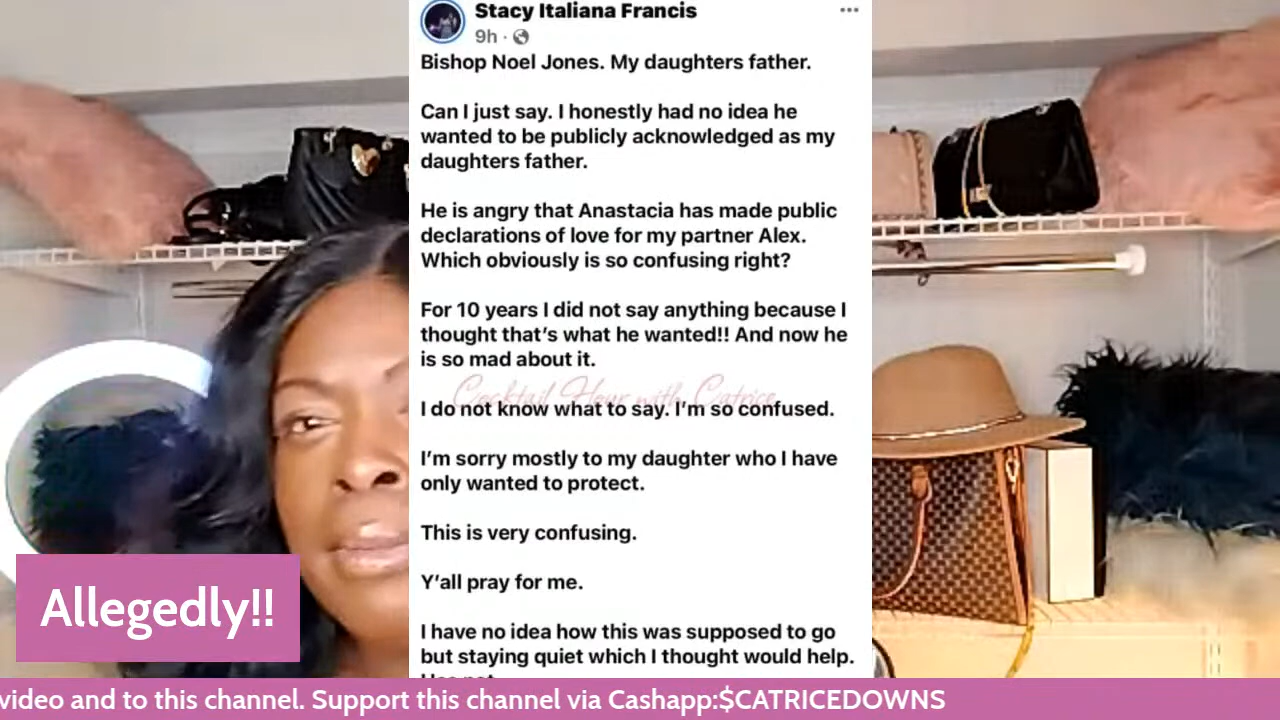 Stacy Italiana Francis
9h ·
Bishop Noel Jones. My daughters father.
Can I just say. I honestly had no idea he
wanted to be publicly acknowledged as my
daughters father.
He is angry that Anastacia has made public
declarations of love for my partner Alex.
Which obviously is so confusing right?
For 10 years I did not say anything because I
thought that’s what he wanted!! And now he
is so mad about it.
Cocktail Hour with Catrice
I do not know what to say. I’m so confused.
I’m sorry mostly to my daughter who I have
only wanted to protect.
This is very confusing.
Y’all pray for me.
I have no idea how this was supposed to go
but staying quiet which I thought would help.
Allegedly!!
video and to this channel. Support this channel via Cashapp:$CATRICEDOWNS